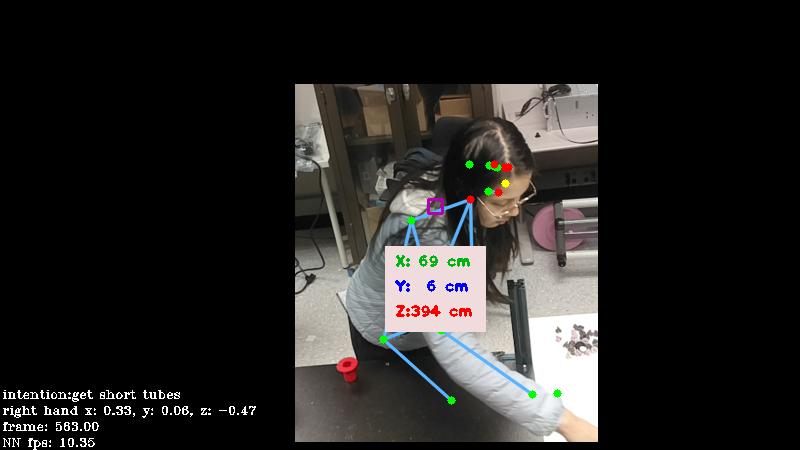 X: 69 cm
Y: 6 cm
Z:394 cm
intention:get short tubes
right hand x: 0.33, y: 0.06, z: -0.47
frame: 563.00
NN fps: 10.35